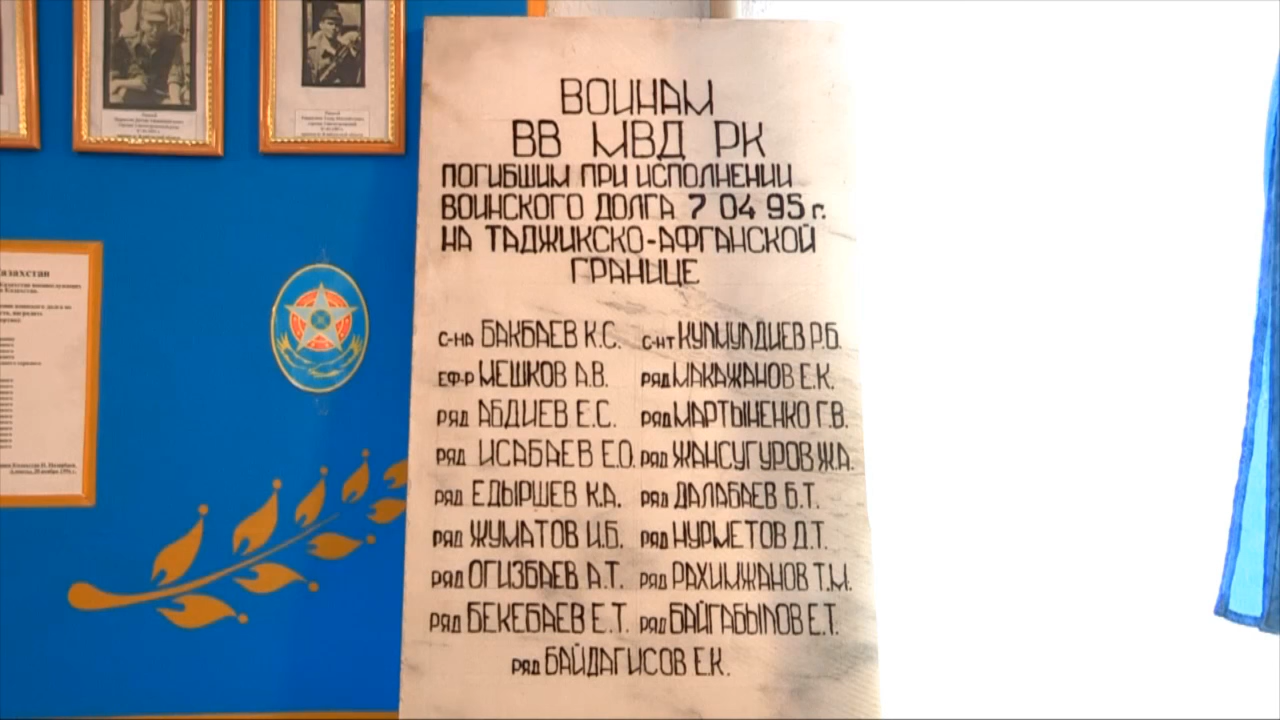 ВОИНАМ
ВВ МВД РК
ПОГИБШИМ ПРИ ИСПОЛНЕНИИ
ВОИНСКОГО ДОЛГА 7 04 95 г.
НА ТАДЖИКСКО-АФГАНСКОЙ
ГРАНИЦЕ
С-НА БАКБАЕВ К.С. С-НТ КУЛМУЛДИЕВ Р.Б.
ЕФ-Р МЕШКОВ А.В. РЯД МАКАЖАНОВ Е.К.
РЯД АБДИЕВ Е.С. РЯД МАРТЫНЕНКО Г.В.
РЯД ИСАБАЕВ Е.О. РЯД ЖАНСУГУРОВ Ж.А.
РЯД ЕДЫРШЕВ К.А. РЯД ДАЛАБАЕВ Б.Т.
РЯД ЖУМАТОВ И.Б. РЯД НУРМЕТОВ Д.Т.
РЯД ОГИЗБАЕВ А.Т. РЯД РАХИМЖАНОВ Т.М.
РЯД БЕКЕБАЕВ Е.Т. РЯД БАЙГАБЫЛОВ Е.Т.
РЯД БАЙДАГИСОВ Е.К.